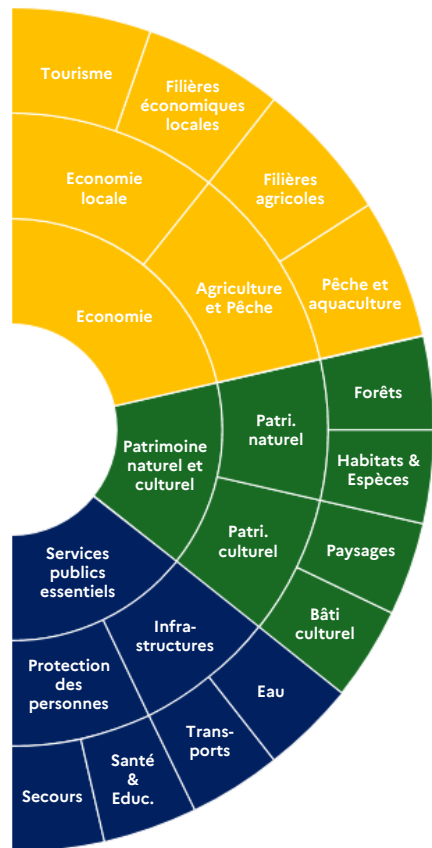 Tourisme
Filières
économiques
locales
Economie
locale
Filières
agricoles
Economie
Agriculture
et Pêche
Pêche et
aquaculture
Patrimoine
naturel et
culturel
Patri.
naturel
Forêts
Habitats &
Espèces
Patri.
culturel
Paysages
Bâti
culturel
Services
publics
essentiels
Infra-
structures
Protection
des
personnes
Eau
Trans-
ports
Santé
&
Educ.
Secours